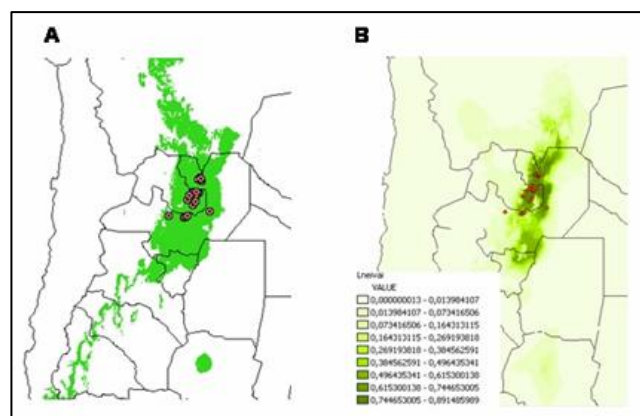 A
B
Lneivai
VALUE
0,000000013 - 0,013984107
0,013984107 - 0,073416506
0,073416506 - 0,164313115
0,164313115 - 0,269193818
0,269193818 - 0,384562591
0,384562591 - 0,496435341
0,496435341 - 0,615300138
0,615300138 - 0,744653005
0,744653005 - 0,891485989